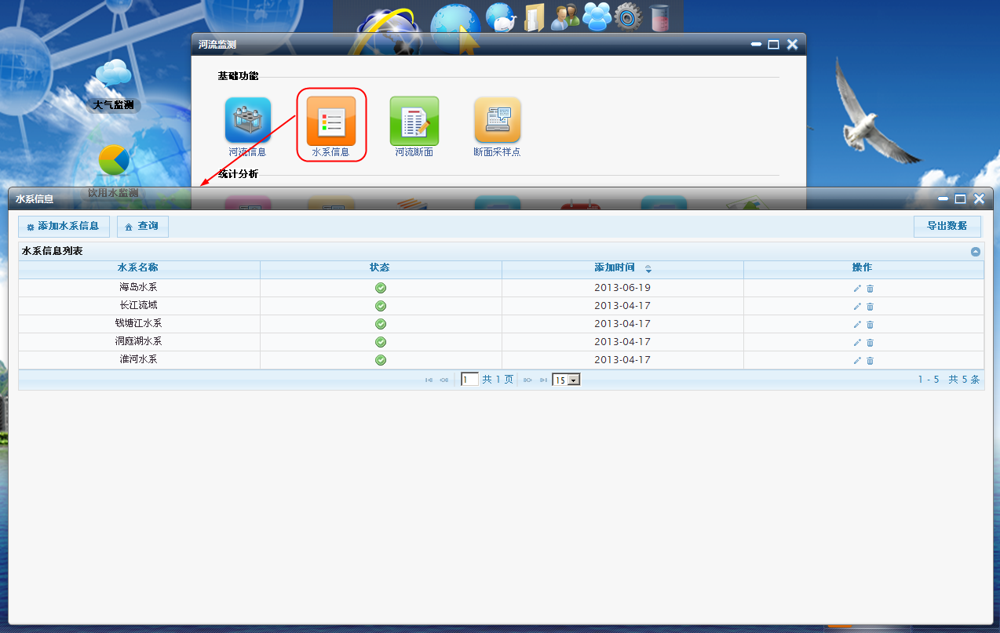 河流监测
基础功能
大气监测
河流信息 水系信息 河流断面 断面采样点
统计分析
饮用水监测
水系信息
添加水系信息 查询 导出数据
水系信息列表
水系名称 状态 添加时间 操作
海岛水系 2013-06-19
长江流域 2013-04-17
钱塘江水系 2013-04-17
洞庭湖水系 2013-04-17
淮河水系 2013-04-17
1 共 1 页 15 1 - 5 共 5 条